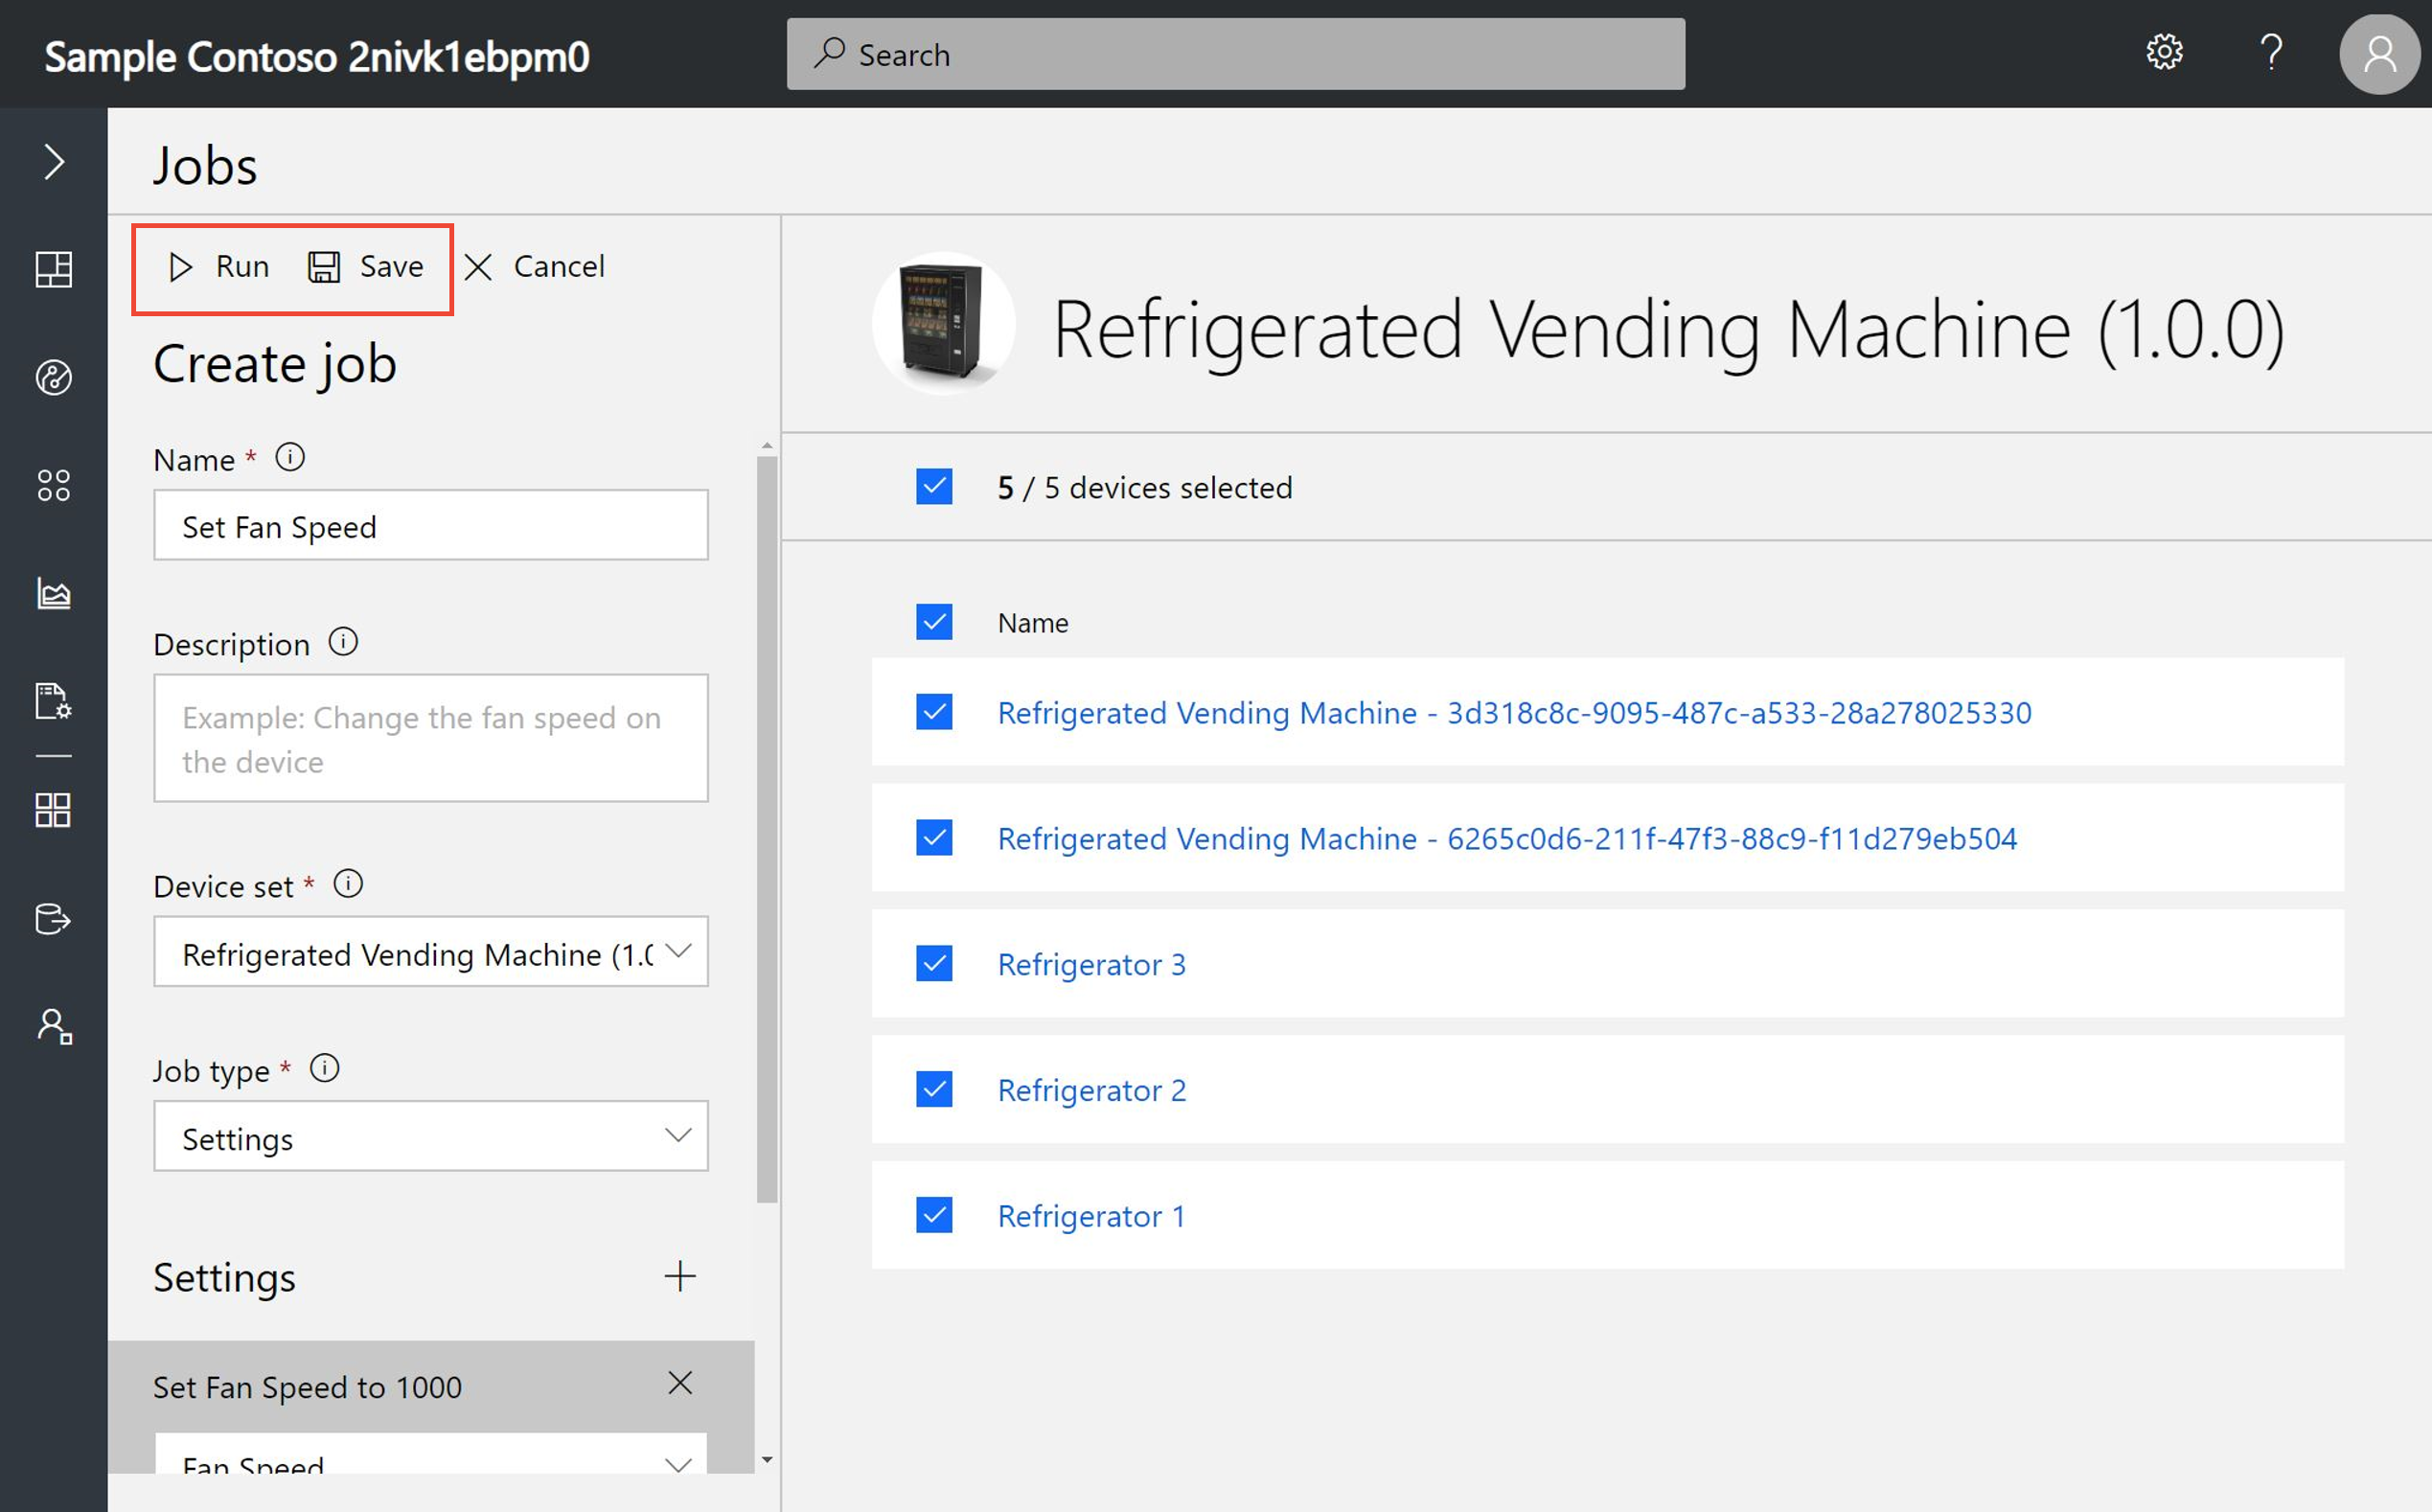 Sample Contoso 2nivk1ebpm0
Search
Jobs
Run Save Cancel
Create job
Name *
Set Fan Speed
Description
Example: Change the fan speed on
the device
Device set *
Refrigerated Vending Machine (1.0
Job type *
Settings
Settings
Set Fan Speed to 1000
Fan Speed
Refrigerated Vending Machine (1.0.0)
5 / 5 devices selected
Name
Refrigerated Vending Machine - 3d318c8c-9095-487c-a533-28a278025330
Refrigerated Vending Machine - 6265c0d6-211f-47f3-88c9-f11d279eb504
Refrigerator 3
Refrigerator 2
Refrigerator 1